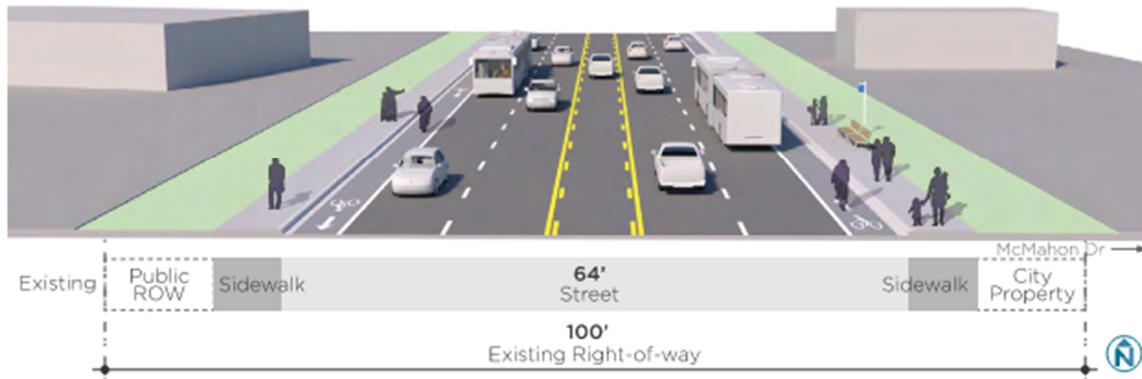 McMahon Dr
Existing
Public
ROW
Sidewalk
64'
Street
Sidewalk
City
Property
100'
Existing Right-of-way
N